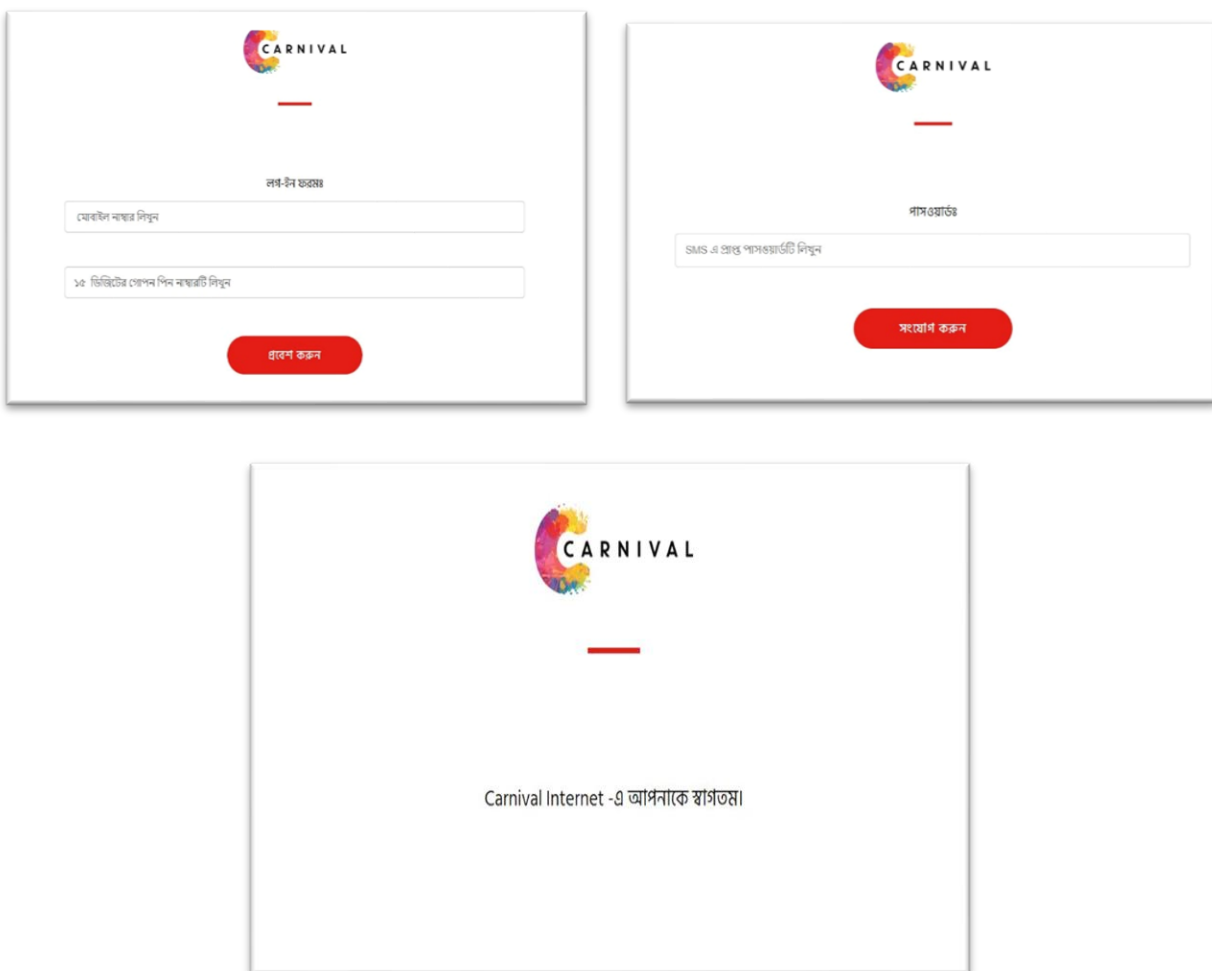 CARNIVAL
লগ-ইন ফরমঃ
মোবাইল নাম্বার লিখুন
১৫ ডিজিটের গোপন পিন নাম্বারটি লিখুন
প্রবেশ করুন
CARNIVAL
পাসওয়ার্ডঃ
SMS এ প্রাপ্ত পাসওয়ার্ডটি লিখুন
সংযোগ করুন
CARNIVAL
Carnival Internet -এ আপনাকে স্বাগতম।